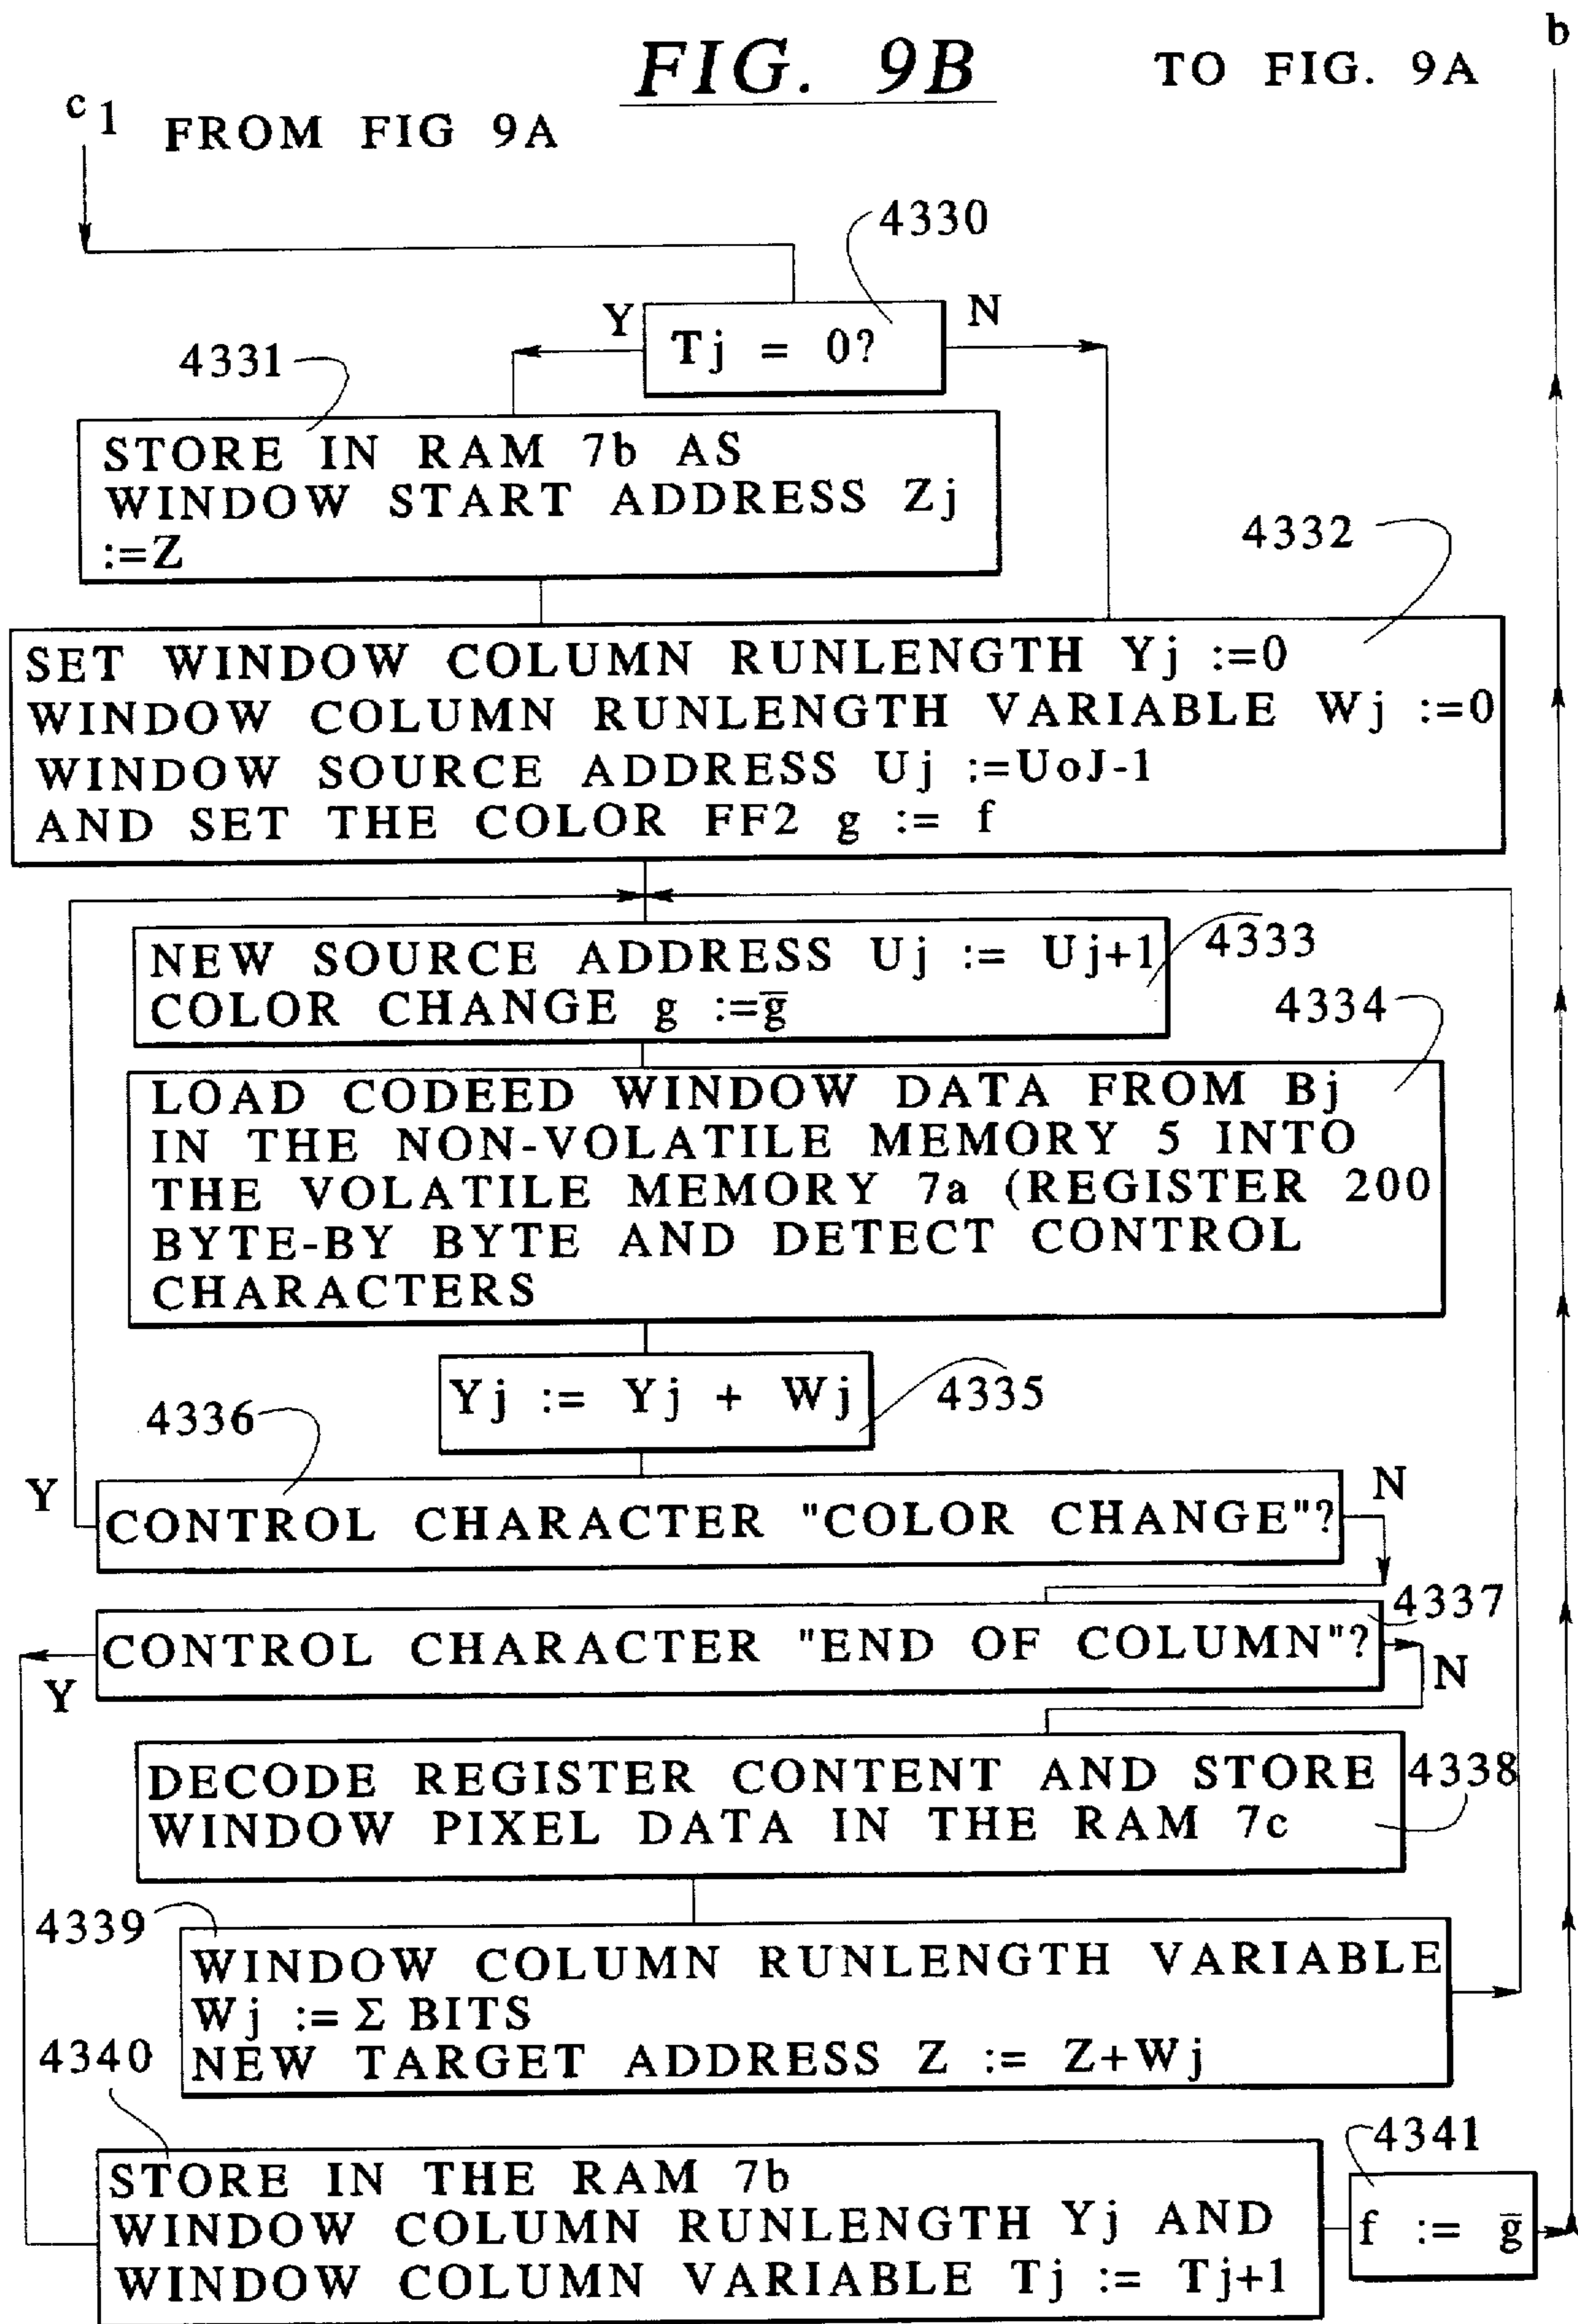 FIG. 9B
TO FIG. 9A
b
c1 FROM FIG 9A
4330
Y
Tj = 0?
N
4331
STORE IN RAM 7b AS
WINDOW START ADDRESS Zj
:=Z
4332
SET WINDOW COLUMN RUNLENGTH Yj :=0
WINDOW COLUMN RUNLENGTH VARIABLE Wj :=0
WINDOW SOURCE ADDRESS Uj :=UoJ-1
AND SET THE COLOR FF2 g := f
NEW SOURCE ADDRESS Uj := Uj+1
COLOR CHANGE g :=g̅
4333
4334
LOAD CODEED WINDOW DATA FROM Bj
IN THE NON-VOLATILE MEMORY 5 INTO
THE VOLATILE MEMORY 7a (REGISTER 200
BYTE-BY BYTE AND DETECT CONTROL
CHARACTERS
Yj := Yj + Wj
4335
4336
Y
CONTROL CHARACTER "COLOR CHANGE"?
N
4337
CONTROL CHARACTER "END OF COLUMN"?
Y
N
DECODE REGISTER CONTENT AND STORE
WINDOW PIXEL DATA IN THE RAM 7c
4338
4339
WINDOW COLUMN RUNLENGTH VARIABLE
Wj := Σ BITS
NEW TARGET ADDRESS Z := Z+Wj
4340
STORE IN THE RAM 7b
WINDOW COLUMN RUNLENGTH Yj AND
WINDOW COLUMN VARIABLE Tj := Tj+1
4341
f := g̅